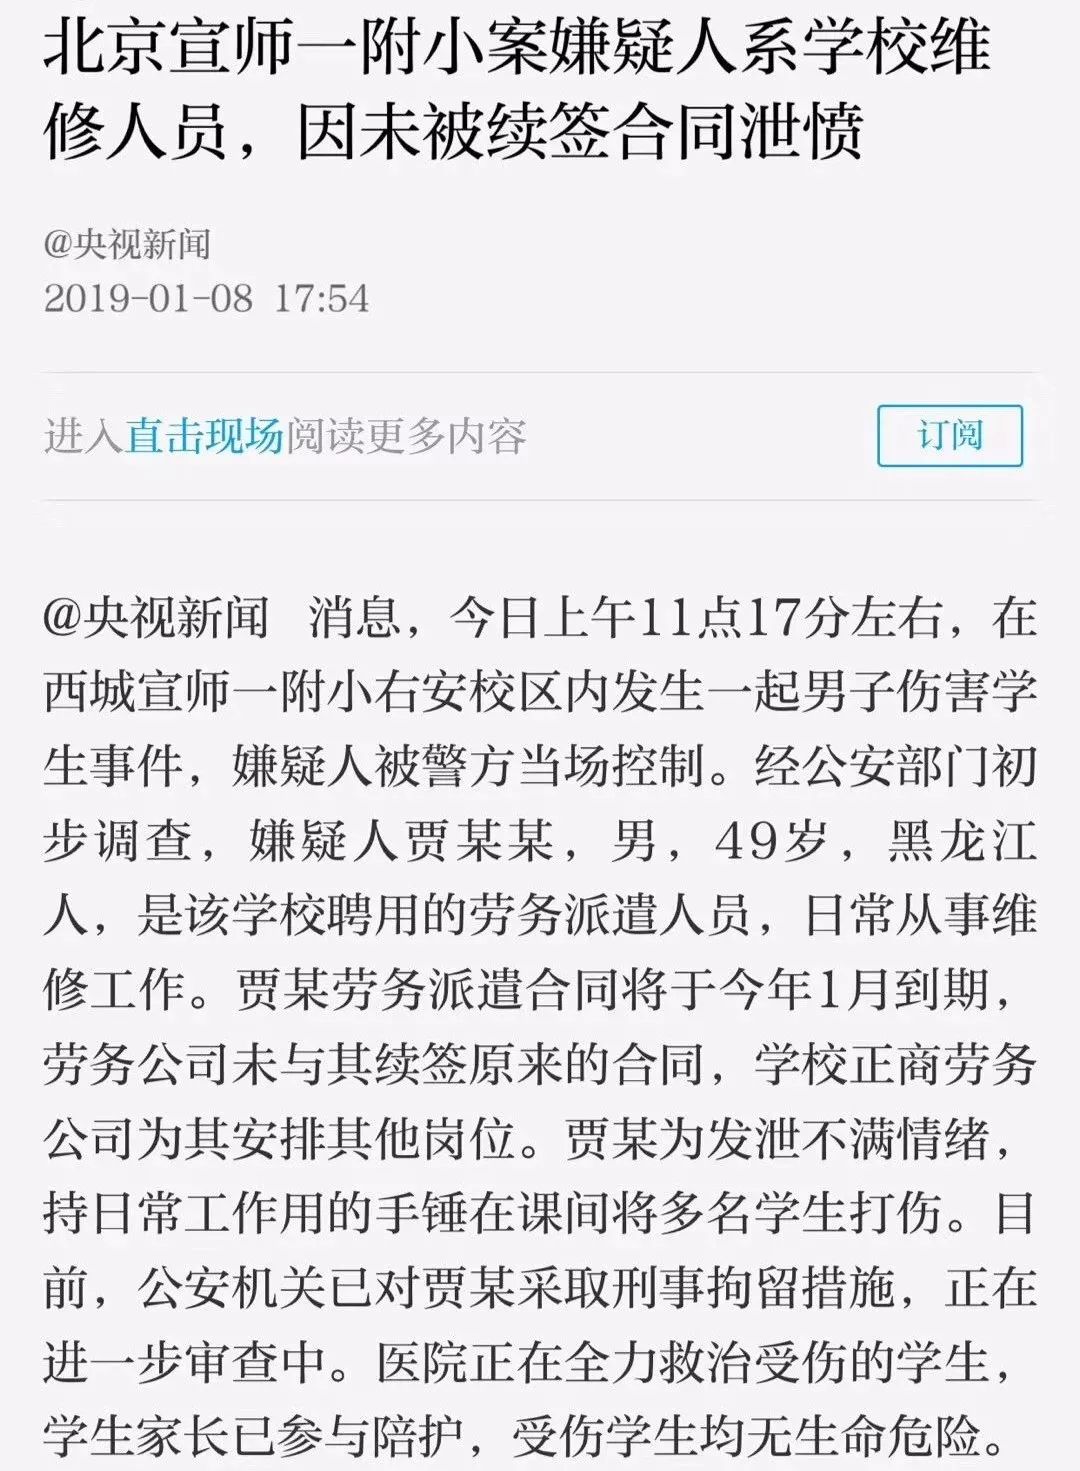 北京宣师一附小案嫌疑人系学校维
修人员，因未被续签合同泄愤
@央视新闻
2019-01-08 17:54
进入直击现场阅读更多内容
订阅
@央视新闻 消息，今日上午11点17分左右，在
西城宣师一附小右安校区内发生一起男子伤害学
生事件，嫌疑人被警方当场控制。经公安部门初
步调查，嫌疑人贾某某，男，49岁，黑龙江
人，是该学校聘用的劳务派遣人员，日常从事维
修工作。贾某劳务派遣合同将于今年1月到期，
劳务公司未与其续签原来的合同，学校正商劳务
公司为其安排其他岗位。贾某为发泄不满情绪，
持日常工作用的手锤在课间将多名学生打伤。目
前，公安机关已对贾某采取刑事拘留措施，正在
进一步审查中。医院正在全力救治受伤的学生，
学生家长已参与陪护，受伤学生均无生命危险。